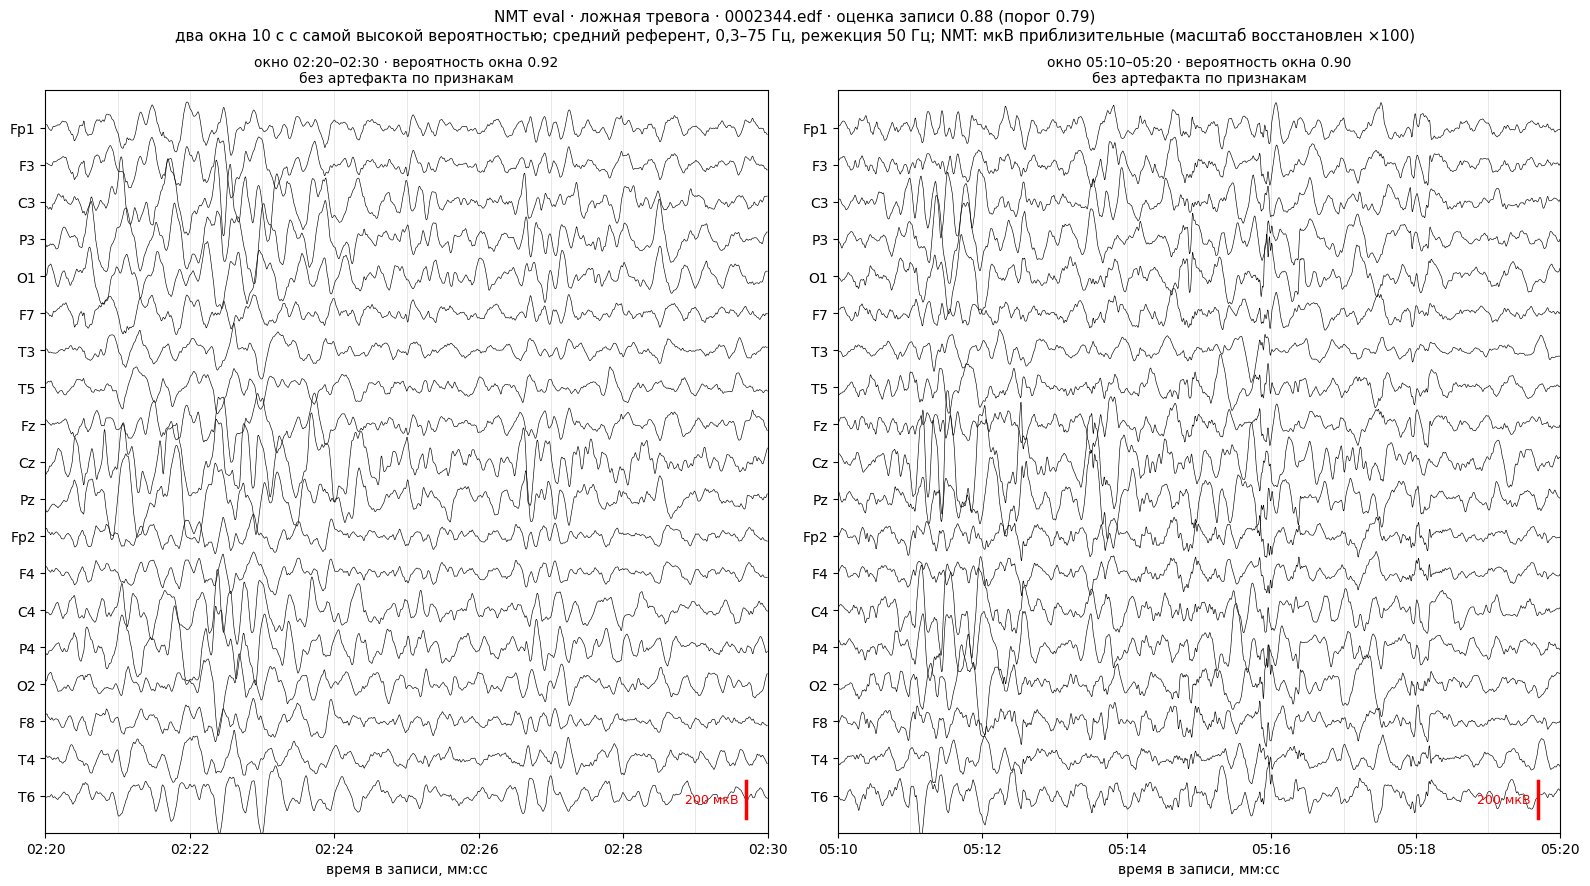 NMT eval · ложная тревога · 0002344.edf · оценка записи 0.88 (порог 0.79)
два окна 10 с с самой высокой вероятностью; средний референт, 0,3–75 Гц, режекция 50 Гц; NMT: мкВ приблизительные (масштаб восстановлен ×100)
окно 02:20–02:30 · вероятность окна 0.92
без артефакта по признакам
Fp1
F3
C3
P3
O1
F7
T3
T5
Fz
Cz
Pz
Fp2
F4
C4
P4
O2
F8
T4
T6
200 мкВ
02:20 02:22 02:24 02:26 02:28 02:30
время в записи, мм:сс
окно 05:10–05:20 · вероятность окна 0.90
без артефакта по признакам
Fp1
F3
C3
P3
O1
F7
T3
T5
Fz
Cz
Pz
Fp2
F4
C4
P4
O2
F8
T4
T6
200 мкВ
05:10 05:12 05:14 05:16 05:18 05:20
время в записи, мм:сс